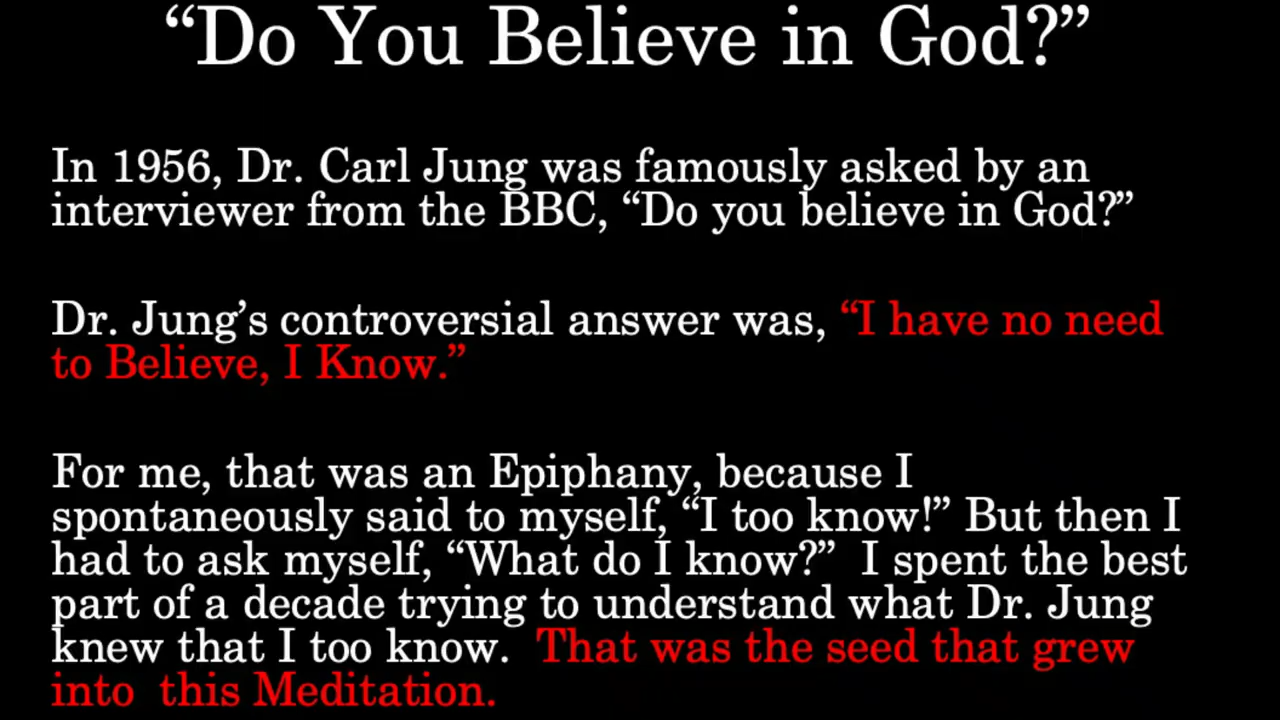 “Do You Believe in God?”
In 1956, Dr. Carl Jung was famously asked by an
interviewer from the BBC, “Do you believe in God?”
Dr. Jung’s controversial answer was, “I have no need
to Believe, I Know.”
For me, that was an Epiphany, because I
spontaneously said to myself, “I too know!” But then I
had to ask myself, “What do I know?”  I spent the best
part of a decade trying to understand what Dr. Jung
knew that I too know.  That was the seed that grew
into  this Meditation.